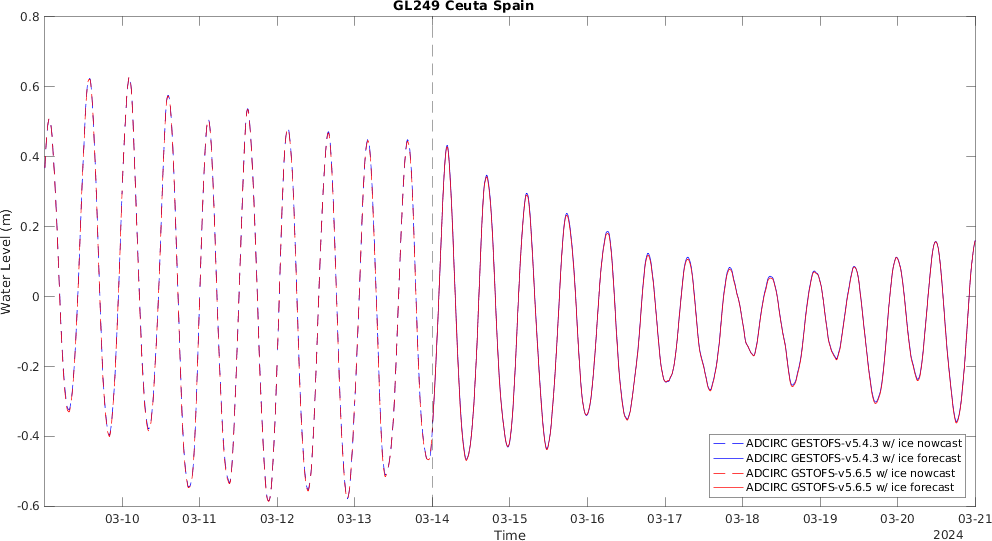 GL249 Ceuta Spain
0.8
0.6
0.4
0.2
0
-0.2
-0.4
-0.6
Water Level (m)
03-10 03-11 03-12 03-13 03-14 03-15 03-16 03-17 03-18 03-19 03-20 03-21
Time
2024
ADCIRC GESTOFS-v5.4.3 w/ ice nowcast
ADCIRC GESTOFS-v5.4.3 w/ ice forecast
ADCIRC GSTOFS-v5.6.5 w/ ice nowcast
ADCIRC GSTOFS-v5.6.5 w/ ice forecast